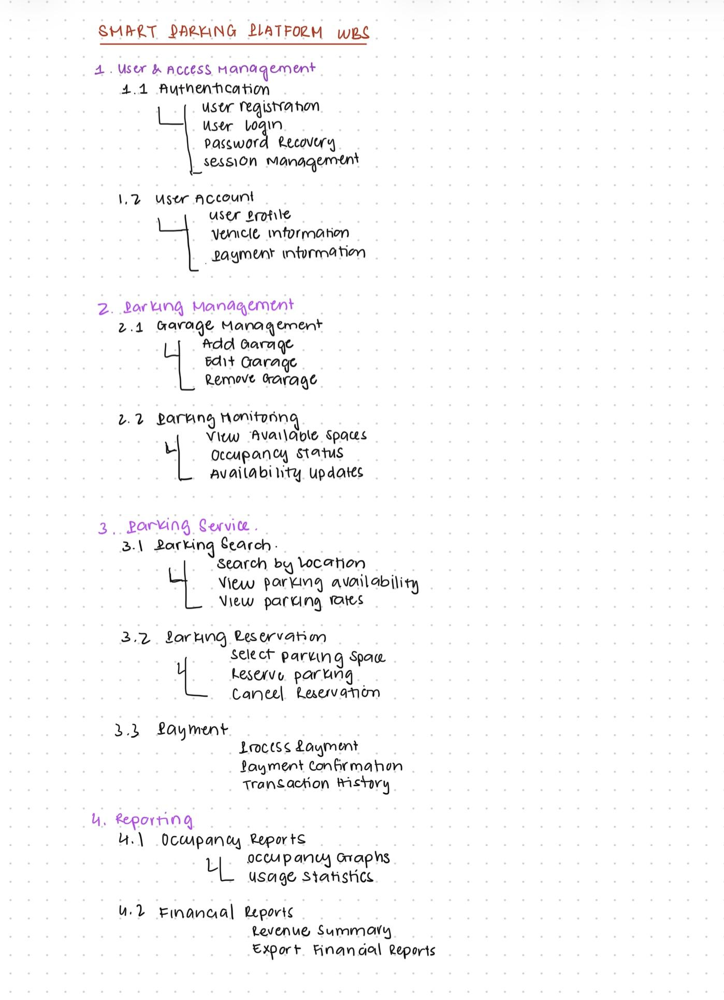 SMART PARKING PLATFORM WBS
1. User & Access Management
1.1 Authentication
user registration
User Login
Password Recovery
session Management
1.2 User Account
user Profile
Vehicle information
Payment information
2. Parking Management
2.1 Garage Management
Add Garage
Edit Garage
Remove Garage
2.2 Parking Monitoring
View Available Spaces
Occupancy Status
Availability updates
3. Parking Service.
3.1 Parking Search.
Search by Location
View parking availability
View parking rates
3.2 Parking Reservation
Select parking space
Reserve parking
Cancel Reservation
3.3 Payment
Process Payment
Payment Confirmation
Transaction History
4. Reporting
4.1 Occupancy Reports
Occupancy Graphs
usage Statistics
4.2 Financial Reports
Revenue Summary
Export Financial Reports